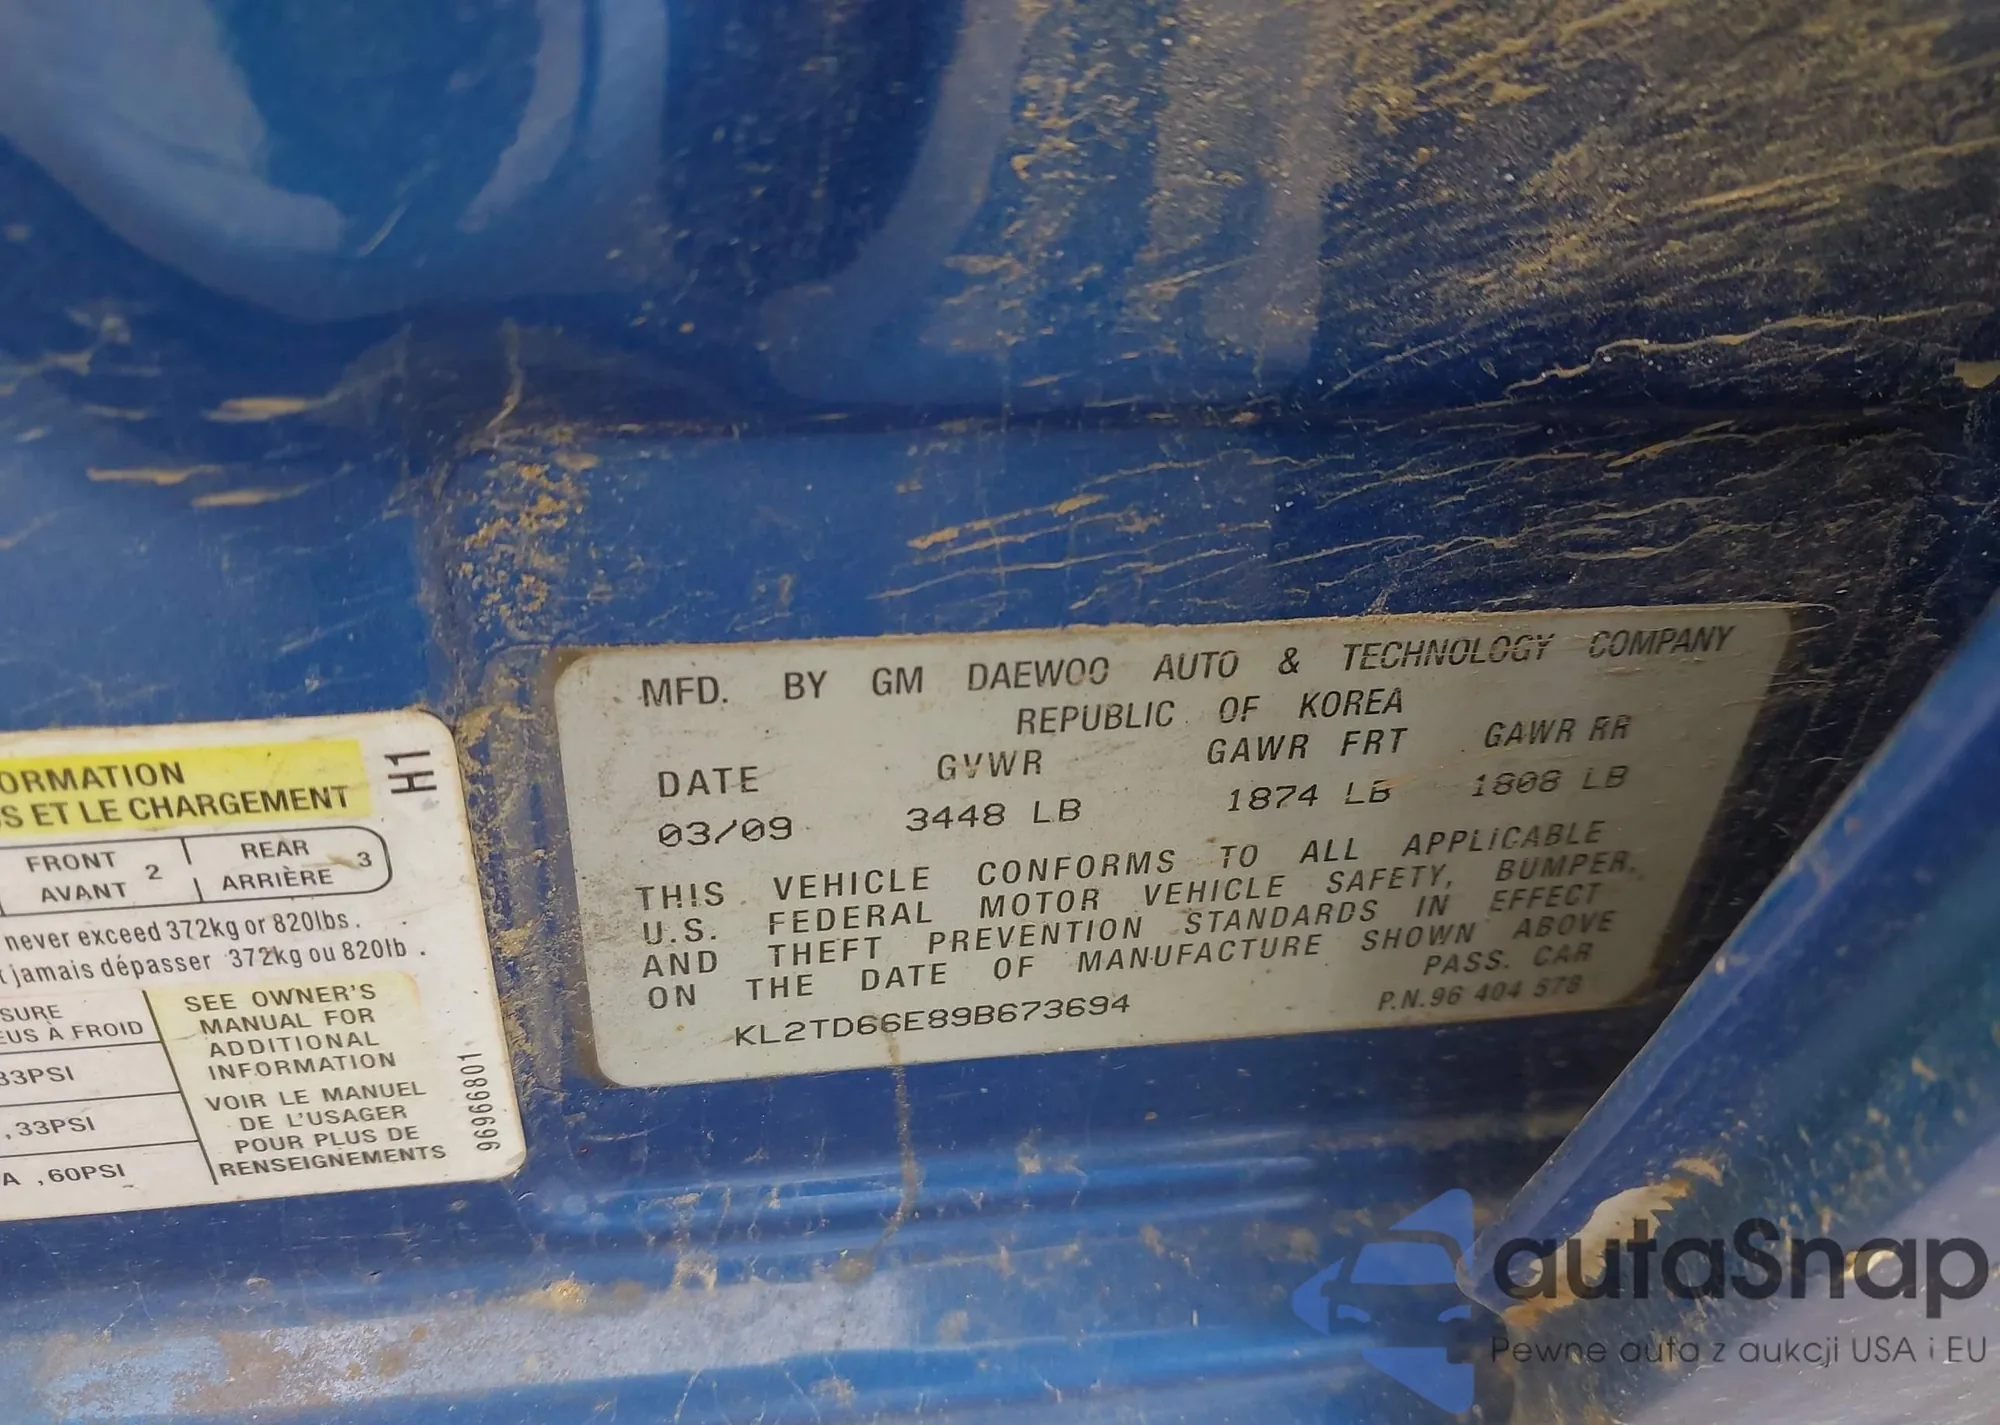 ORMATION
S ET LE CHARGEMENT
H1
FRONT
AVANT 2
REAR
ARRIÈRE 3
never exceed 372kg or 820lbs.
t jamais dépasser 372kg ou 820lb .
SURE
EUS À FROID
33PSI
,33PSI
A ,60PSI
SEE OWNER'S
MANUAL FOR
ADDITIONAL
INFORMATION
VOIR LE MANUEL
DE L'USAGER
POUR PLUS DE
RENSEIGNEMENTS
96966801
MFD. BY GM DAEWOO AUTO & TECHNOLOGY COMPANY
REPUBLIC OF KOREA
DATE GVWR GAWR FRT GAWR RR
03/09 3448 LB 1874 LB 1808 LB
THIS VEHICLE CONFORMS TO ALL APPLICABLE
U.S. FEDERAL MOTOR VEHICLE SAFETY, BUMPER,
AND THEFT PREVENTION STANDARDS IN EFFECT
ON THE DATE OF MANUFACTURE SHOWN ABOVE
PASS. CAR
KL2TD66E89B673694
P.N.96 404 578
autaSnap
Pewne auta z aukcji USA i EU